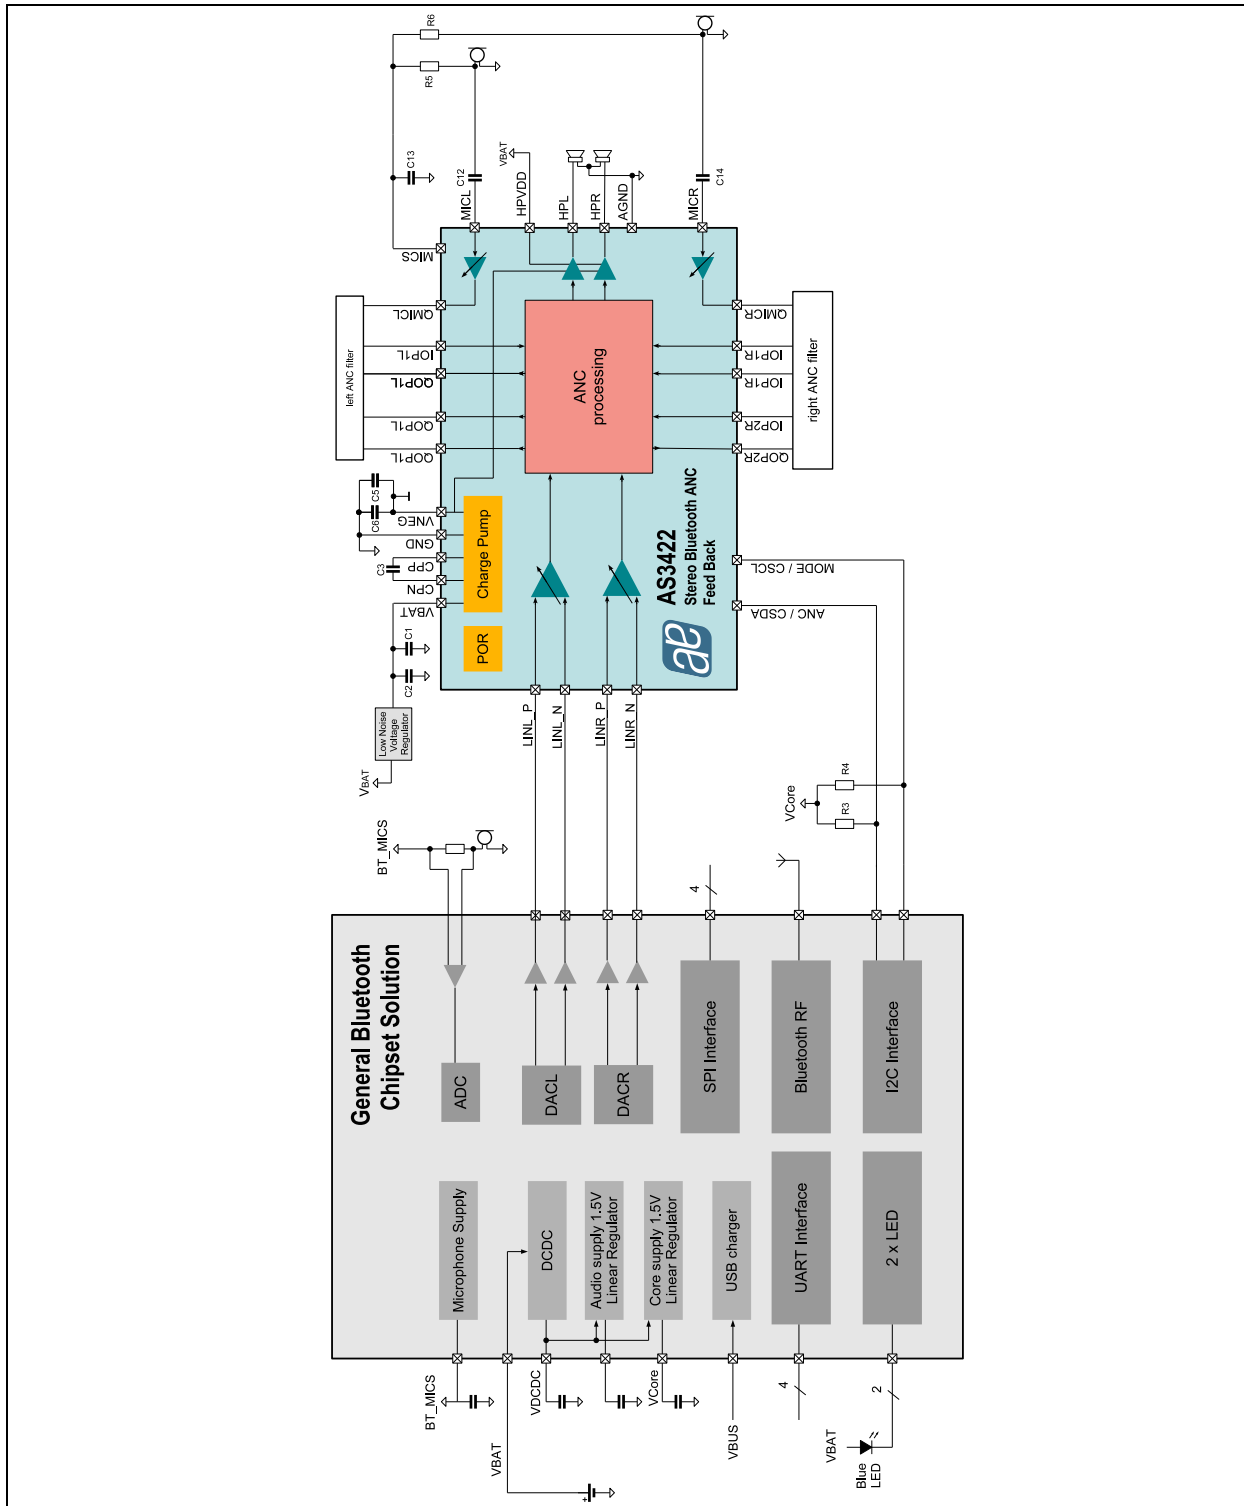 General Bluetooth
Chipset Solution
Microphone Supply
DCDC
Audio supply 1.5V
Linear Regulator
Core supply 1.5V
Linear Regulator
USB charger
UART Interface
2 x LED
ADC
DACL
DACR
SPI Interface
Bluetooth RF
I2C Interface
BT_MICS
VBAT
VDCDC
VCore
VBUS
4
2
VBAT
Blue
LED
BT_MICS
4
VCore
R3
R4
VBAT
Low Noise
Voltage
Regulator
C2
C1
C3
C6
C5
LINL_P
LINL_N
LINR_P
LINR_N
VBAT
CPN
CPP
GND
VNEG
QOP1L
QOP1L
QOP1L
IOP1L
QMICL
MICS
left ANC filter
POR
Charge Pump
ANC
processing
ae
AS3422
Stereo Bluetooth ANC
Feed Back
ANC / CSDA
MODE / CSCL
QOP2R
IOP2R
IOP1R
IOP1R
QMICR
right ANC filter
MICL
HPVDD
HPL
HPR
AGND
MICR
VBAT
C12
C13
C14
R5
R6